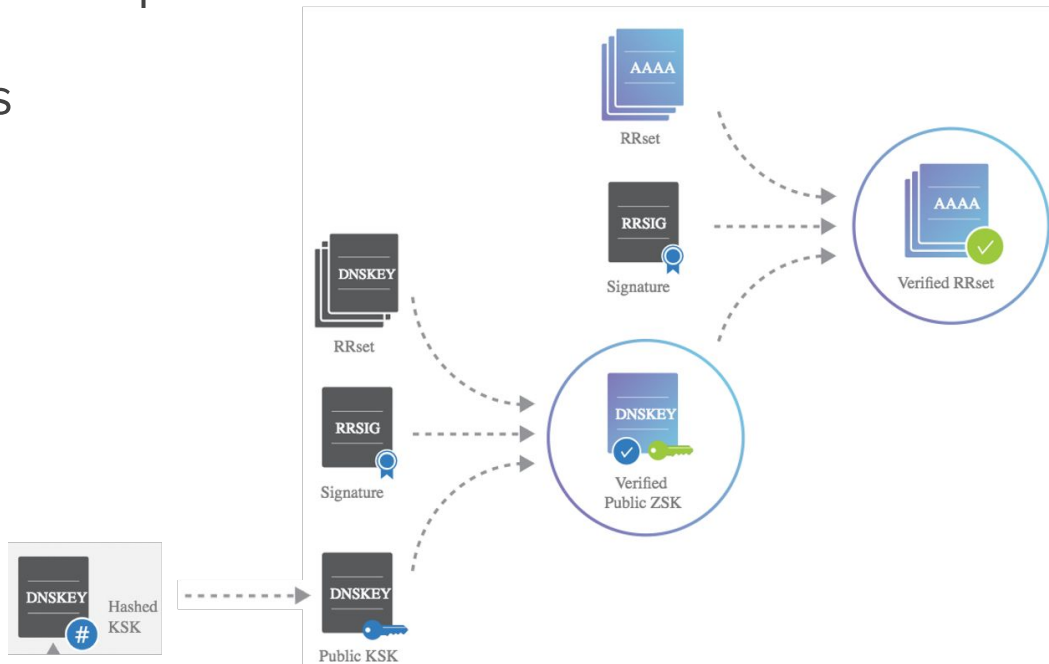 s
AAAA
RRset
RRSIG
Signature
AAAA
Verified RRset
DNSKEY
RRset
RRSIG
Signature
DNSKEY
Verified
Public ZSK
DNSKEY
Public KSK
DNSKEY
#
Hashed
KSK